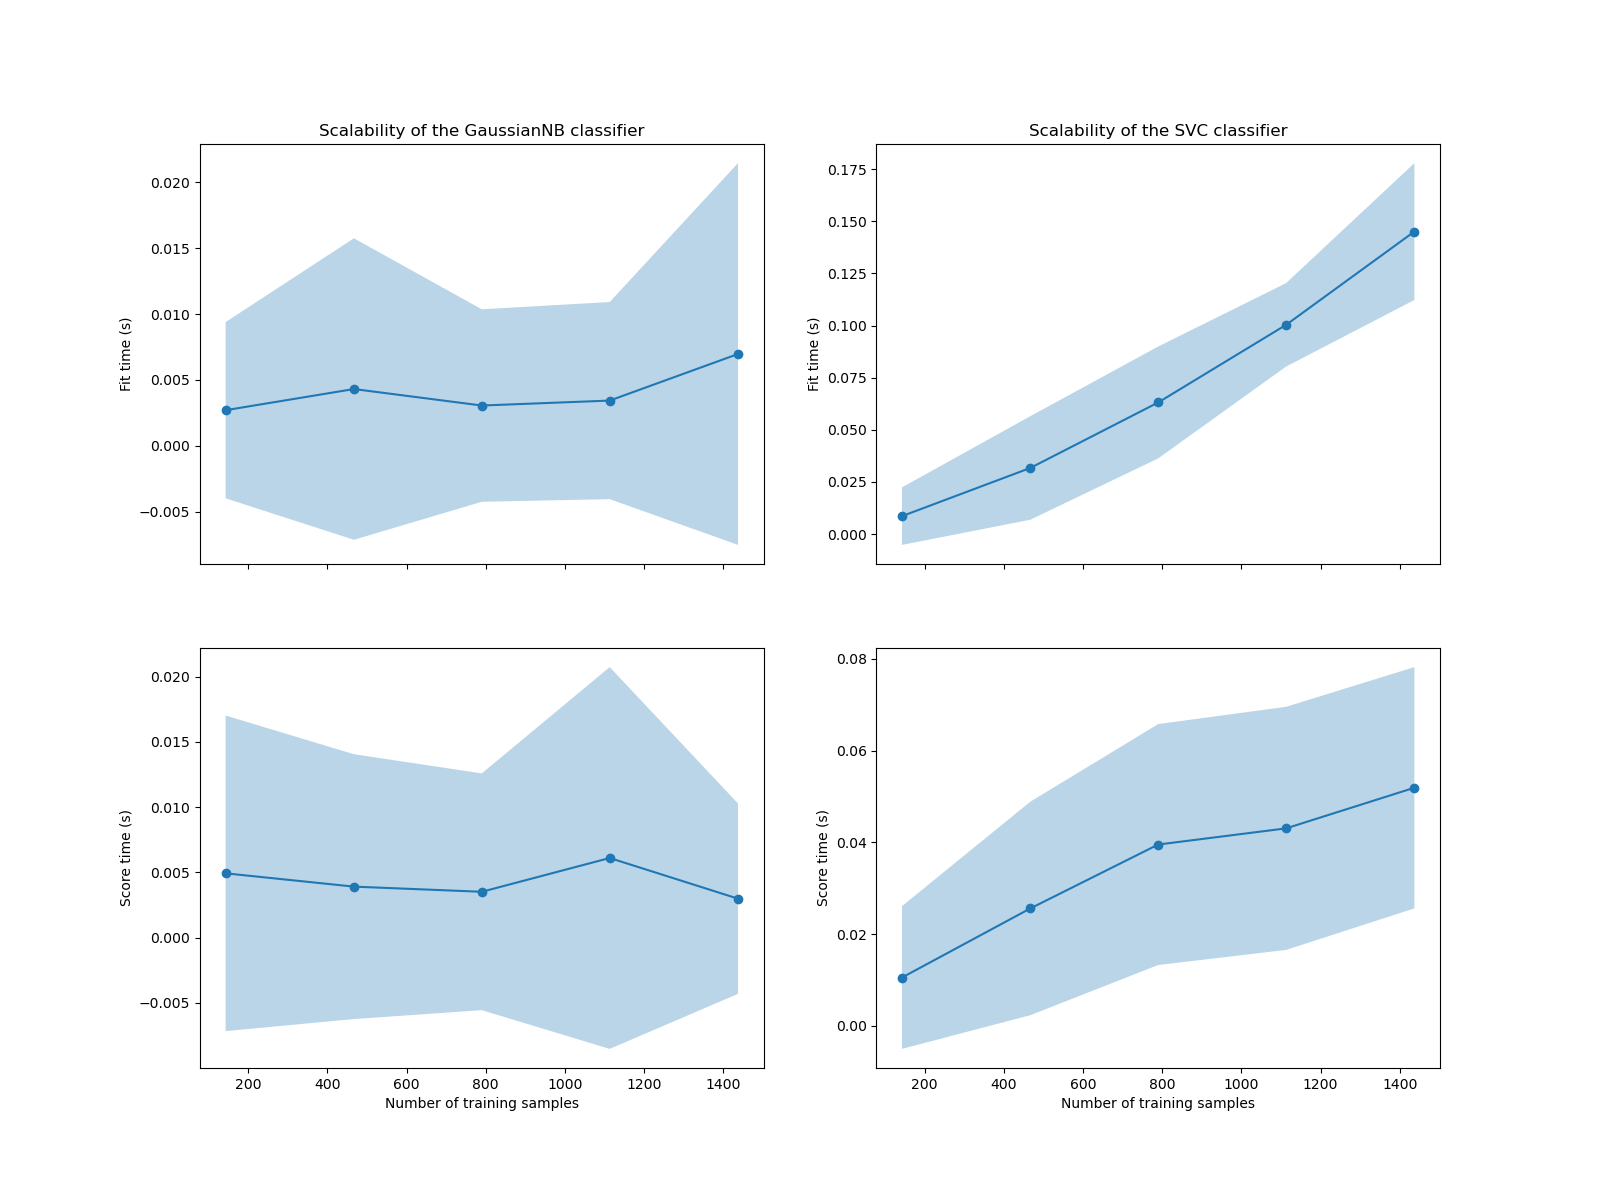 Scalability of the GaussianNB classifier
Scalability of the SVC classifier
Fit time (s)
0.020
0.015
0.010
0.005
0.000
−0.005
Fit time (s)
0.175
0.150
0.125
0.100
0.075
0.050
0.025
0.000
Score time (s)
0.020
0.015
0.010
0.005
0.000
−0.005
200 400 600 800 1000 1200 1400
Number of training samples
Score time (s)
0.08
0.06
0.04
0.02
0.00
200 400 600 800 1000 1200 1400
Number of training samples